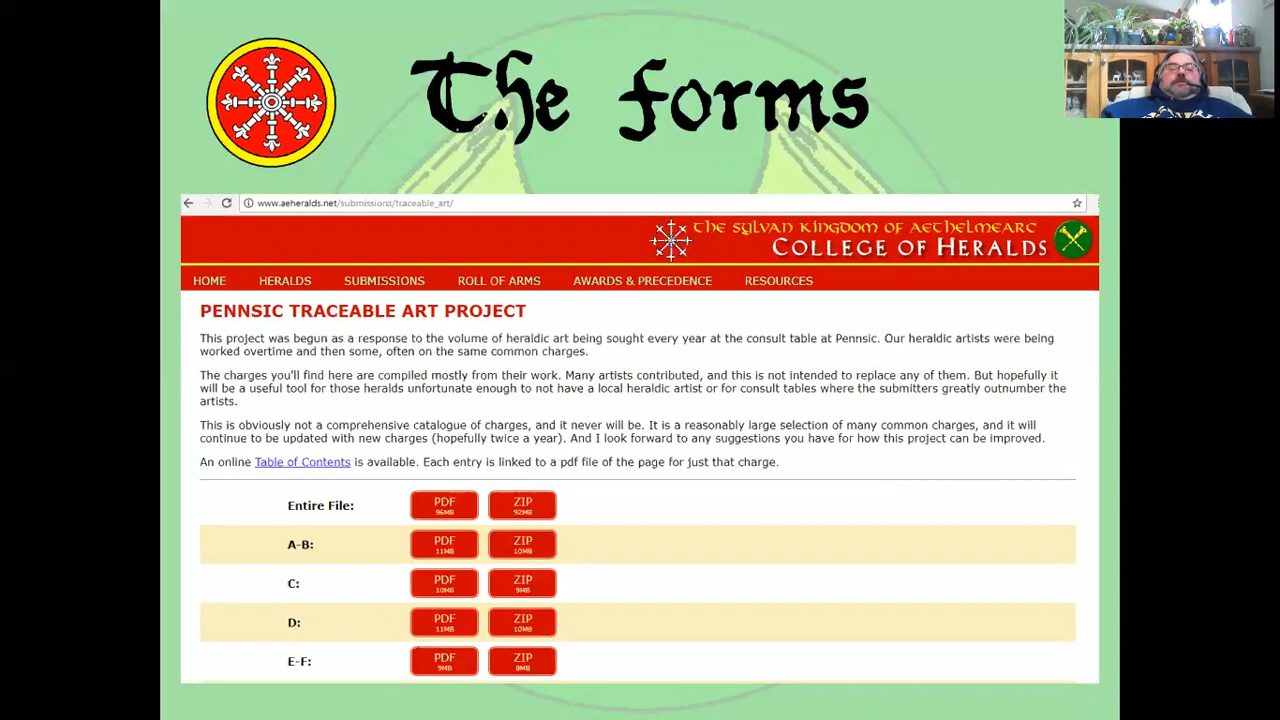 The forms
www.aeheralds.net/submissions/traceable_art/
The Sylvan Kingdom of Aethelmearc
College of Heralds
HOME HERALDS SUBMISSIONS ROLL OF ARMS AWARDS & PRECEDENCE RESOURCES
PENNSIC TRACEABLE ART PROJECT
This project was begun as a response to the volume of heraldic art being sought every year at the consult table at Pennsic. Our heraldic artists were being
worked overtime and then some, often on the same common charges.
The charges you'll find here are compiled mostly from their work. Many artists contributed, and this is not intended to replace any of them. But hopefully it
will be a useful tool for those heralds unfortunate enough to not have a local heraldic artist or for consult tables where the submitters greatly outnumber the
artists.
This is obviously not a comprehensive catalogue of charges, and it never will be. It is a reasonably large selection of many common charges, and it will
continue to be updated with new charges (hopefully twice a year). And I look forward to any suggestions you have for how this project can be improved.
An online Table of Contents is available. Each entry is linked to a pdf file of the page for just that charge.
Entire File: PDF 96MB ZIP 92MB
A-B: PDF 11MB ZIP 10MB
C: PDF 10MB ZIP 9MB
D: PDF 11MB ZIP 10MB
E-F: PDF 9MB ZIP 8MB